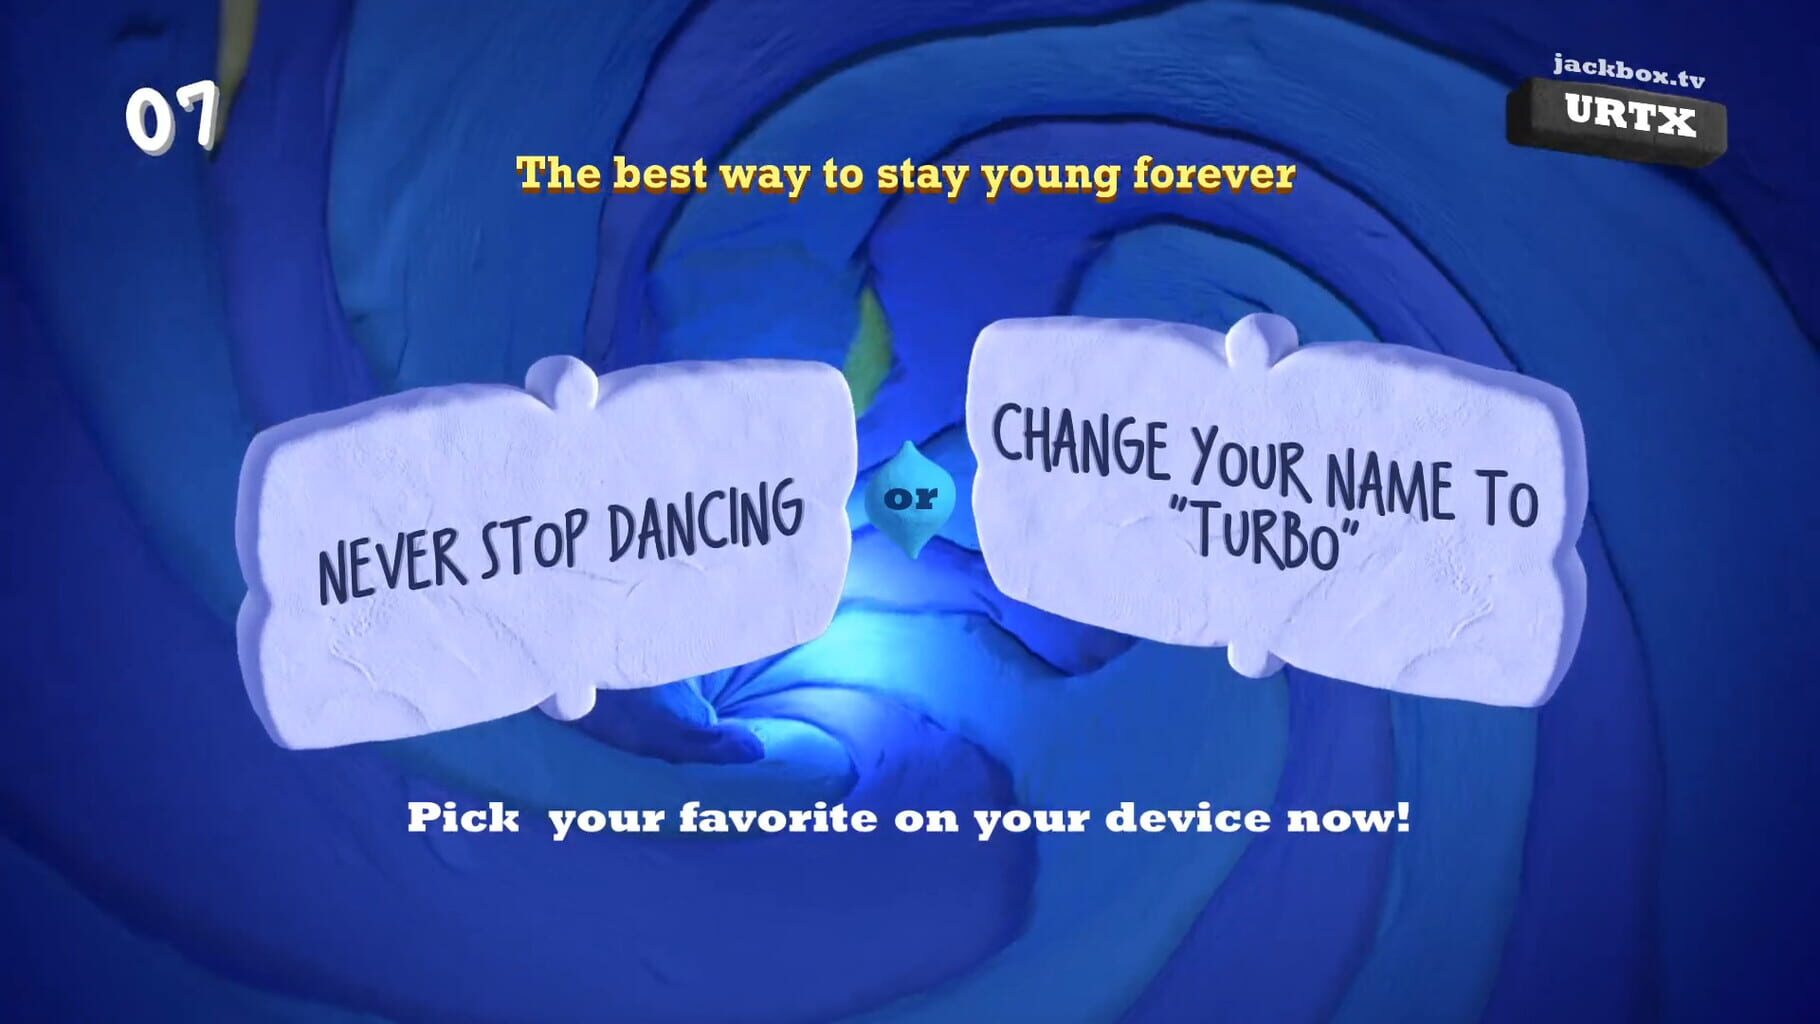 07
jackbox.tv
URTX
The best way to stay young forever
NEVER STOP DANCING
or
CHANGE YOUR NAME TO
"TURBO"
Pick  your favorite on your device now!